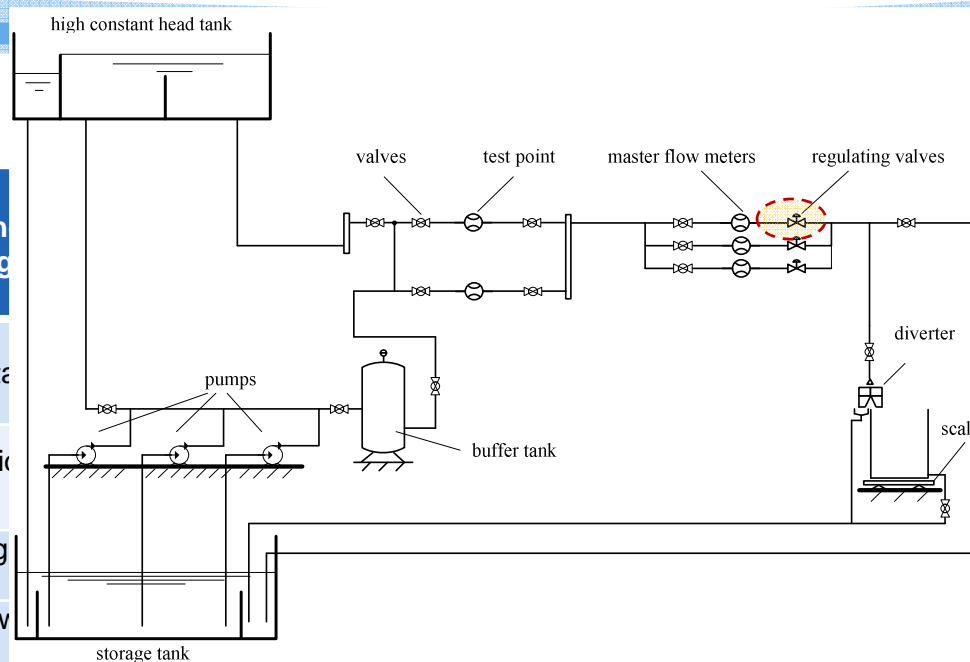 high constant head tank
valves
test point
master flow meters
regulating valves
diverter
pumps
buffer tank
storage tank